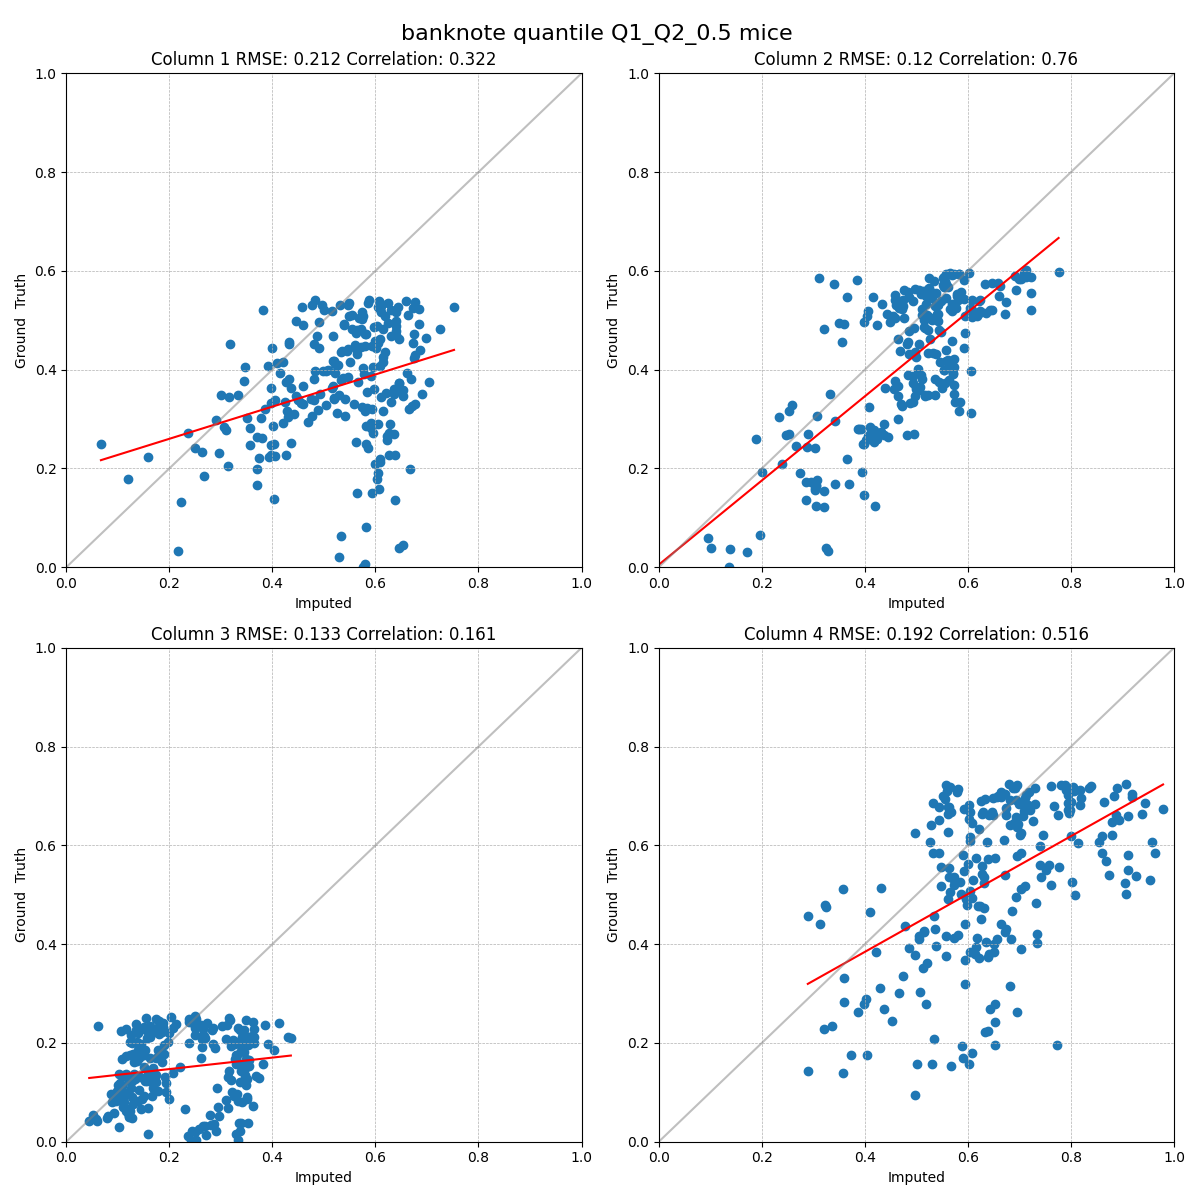 banknote quantile Q1_Q2_0.5 mice
Column 1 RMSE: 0.212 Correlation: 0.322
1.0
0.8
0.6
0.4
0.2
0.0
Ground Truth
0.0 0.2 0.4 0.6 0.8 1.0
Imputed
Column 2 RMSE: 0.12 Correlation: 0.76
1.0
0.8
0.6
0.4
0.2
0.0
Ground Truth
0.0 0.2 0.4 0.6 0.8 1.0
Imputed
Column 3 RMSE: 0.133 Correlation: 0.161
1.0
0.8
0.6
0.4
0.2
0.0
Ground Truth
0.0 0.2 0.4 0.6 0.8 1.0
Imputed
Column 4 RMSE: 0.192 Correlation: 0.516
1.0
0.8
0.6
0.4
0.2
0.0
Ground Truth
0.0 0.2 0.4 0.6 0.8 1.0
Imputed